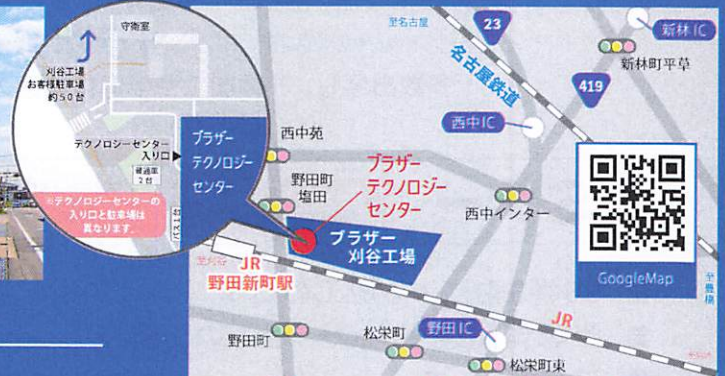 守衛室
刈谷工場
お客様駐車場
約50台
テクノロジーセンター
入り口
普通車
2台
※テクノロジーセンターの
入り口と駐車場は
異なります。
バス1台
ブラザー
テクノロジー
センター
至名古屋
23
名古屋鉄道
419
新林IC
新林町平草
西中IC
西中苑
野田町
塩田
ブラザー
テクノロジー
センター
西中インター
ブラザー
刈谷工場
GoogleMap
至豊橋
至刈谷
JR
野田新町駅
JR
野田町
松栄町
野田IC
松栄町東